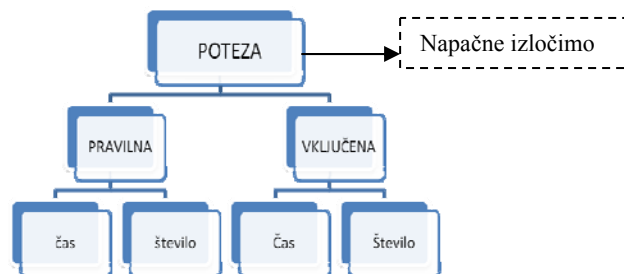 POTEZA
Napačne izločimo
PRAVILNA
VKLJUČENA
čas
število
Čas
Število